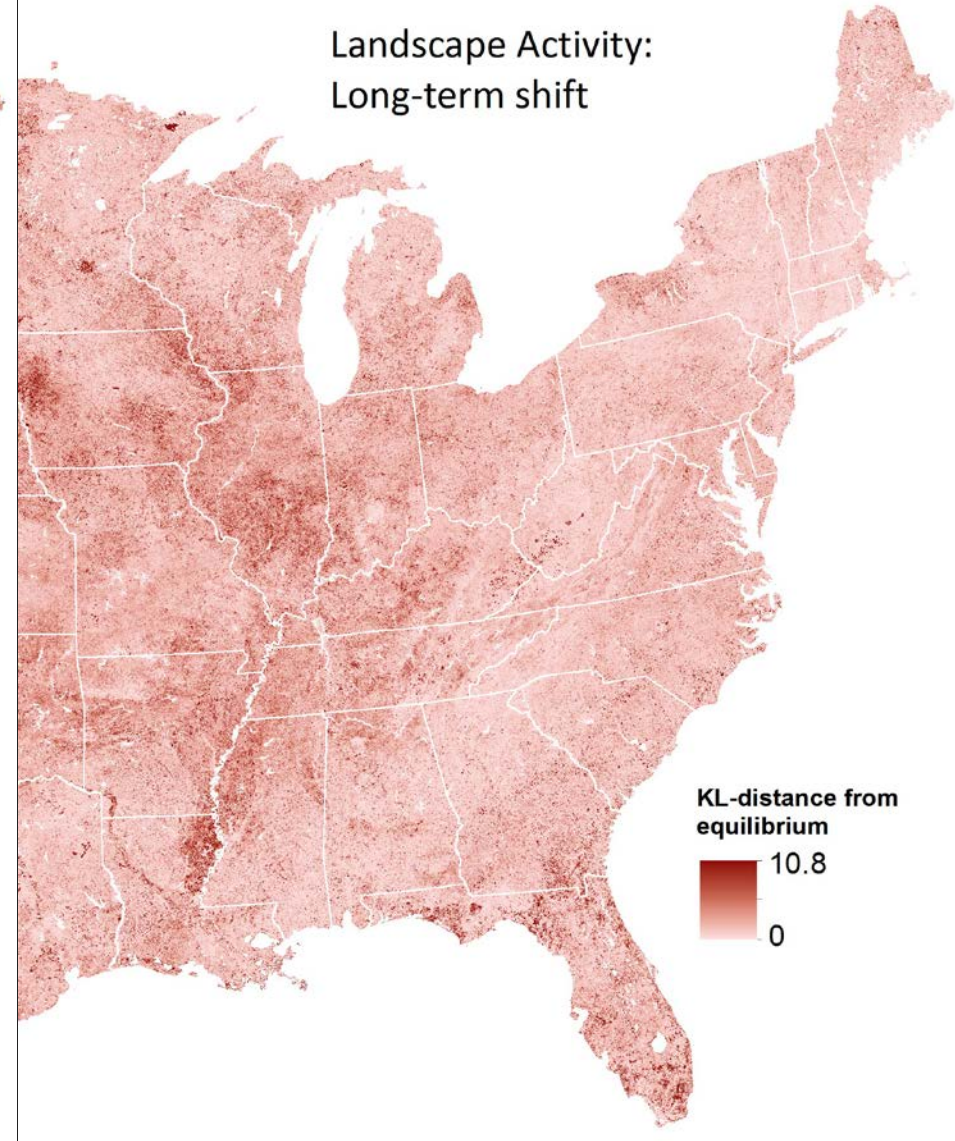 Landscape Activity:
Long-term shift
KL-distance from
equilibrium
10.8
0